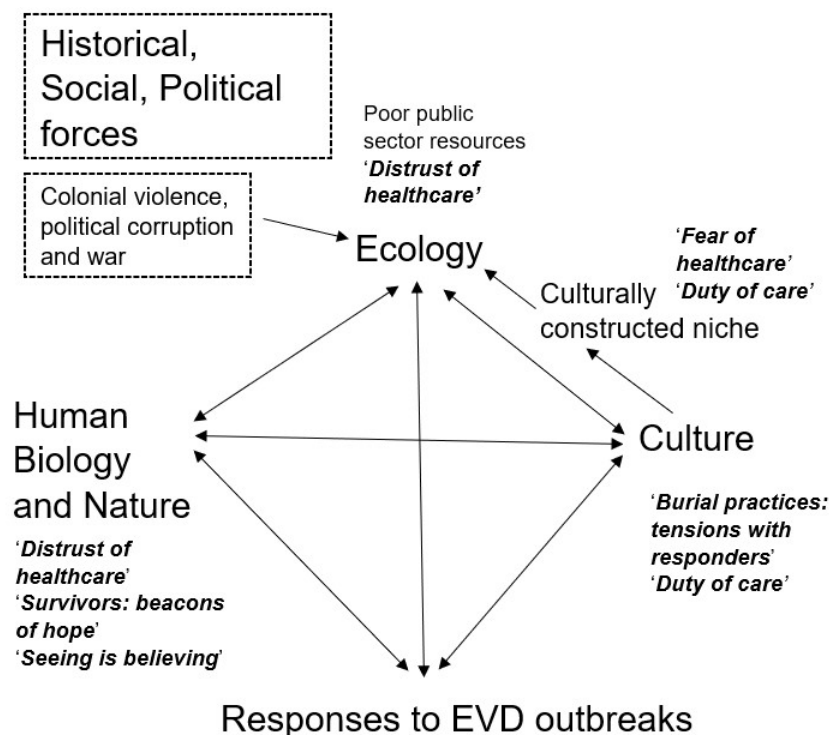 Historical,
Social, Political
forces
Poor public
sector resources
‘Distrust of
healthcare’
Colonial violence,
political corruption
and war
Ecology
‘Fear of
healthcare’
‘Duty of care’
Culturally
constructed niche
Human
Biology
and Nature
Culture
‘Distrust of
healthcare’
‘Survivors: beacons
of hope’
‘Seeing is believing’
‘Burial practices:
tensions with
responders’
‘Duty of care’
Responses to EVD outbreaks